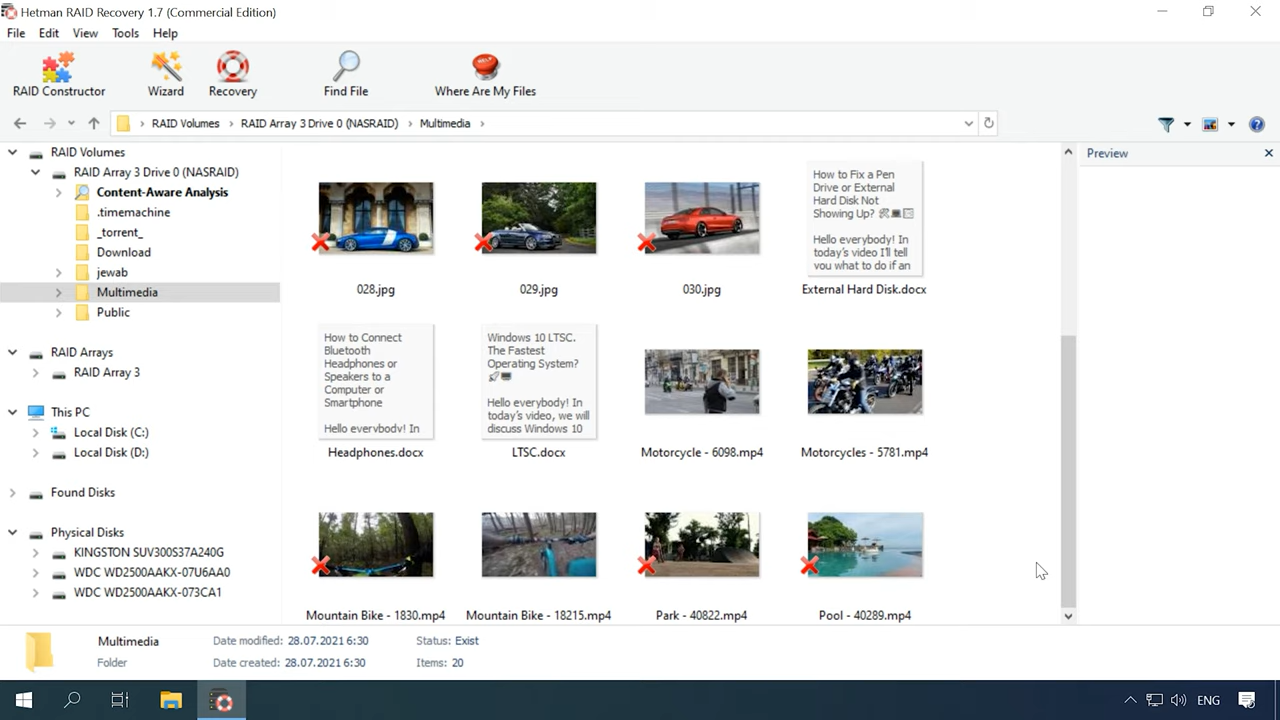 Hetman RAID Recovery 1.7 (Commercial Edition)
File Edit View Tools Help
RAID Constructor Wizard Recovery Find File Where Are My Files
RAID Volumes RAID Array 3 Drive 0 (NASRAID) Multimedia
RAID Volumes
RAID Array 3 Drive 0 (NASRAID)
Content-Aware Analysis
.timemachine
_torrent_
Download
jewab
Multimedia
Public
RAID Arrays
RAID Array 3
This PC
Local Disk (C:)
Local Disk (D:)
Found Disks
Physical Disks
KINGSTON SUV300S37A240G
WDC WD2500AAKX-07U6AA0
WDC WD2500AAKX-073CA1
How to Fix a Pen
Drive or External
Hard Disk Not
Showing Up?
Hello everybody! In
today's video I'll tell
you what to do if an
028.jpg 029.jpg 030.jpg External Hard Disk.docx
How to Connect
Bluetooth
Headphones or
Speakers to a
Computer or
Smartphone
Hello everybody! In
Windows 10 LTSC.
The Fastest
Operating System?
Hello everybody! In
today's video, we will
discuss Windows 10
Headphones.docx LTSC.docx Motorcycle - 6098.mp4 Motorcycles - 5781.mp4
Mountain Bike - 1830.mp4 Mountain Bike - 18215.mp4 Park - 40822.mp4 Pool - 40289.mp4
Preview
Multimedia Date modified: 28.07.2021 6:30 Status: Exist
Folder Date created: 28.07.2021 6:30 Items: 20
ENG